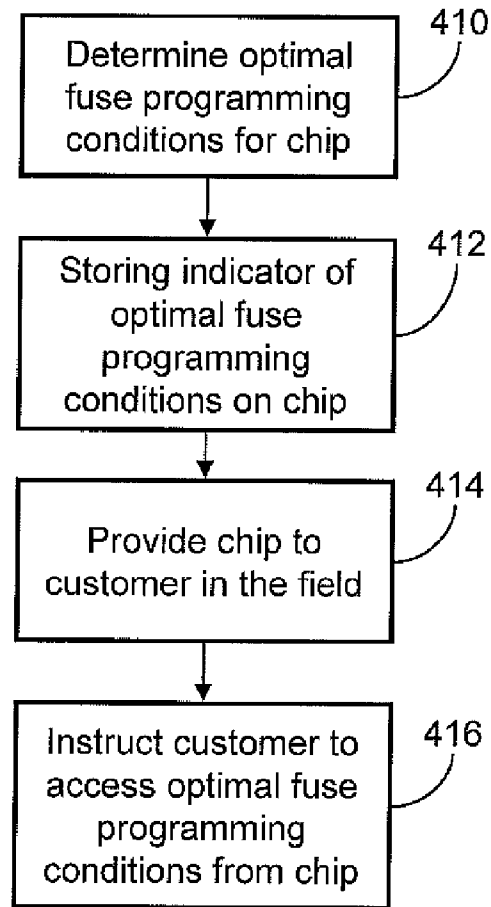 410
Determine optimal
fuse programming
conditions for chip
412
Storing indicator of
optimal fuse
programming
conditions on chip
414
Provide chip to
customer in the field
416
Instruct customer to
access optimal fuse
programming
conditions from chip